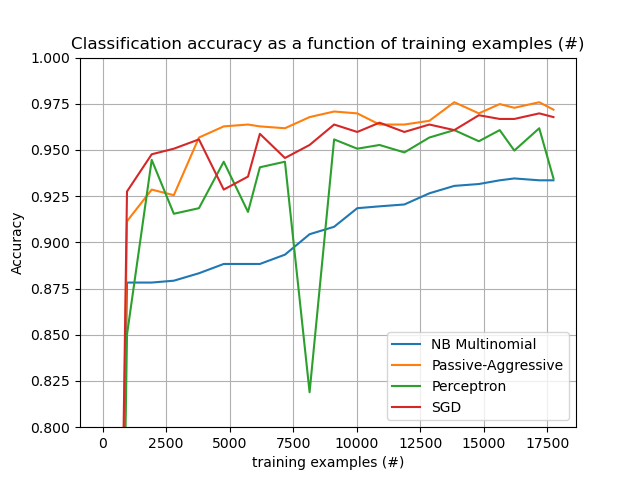 Classification accuracy as a function of training examples (#)
1.000
0.975
0.950
0.925
0.900
0.875
0.850
0.825
0.800
Accuracy
NB Multinomial
Passive-Aggressive
Perceptron
SGD
0 2500 5000 7500 10000 12500 15000 17500
training examples (#)